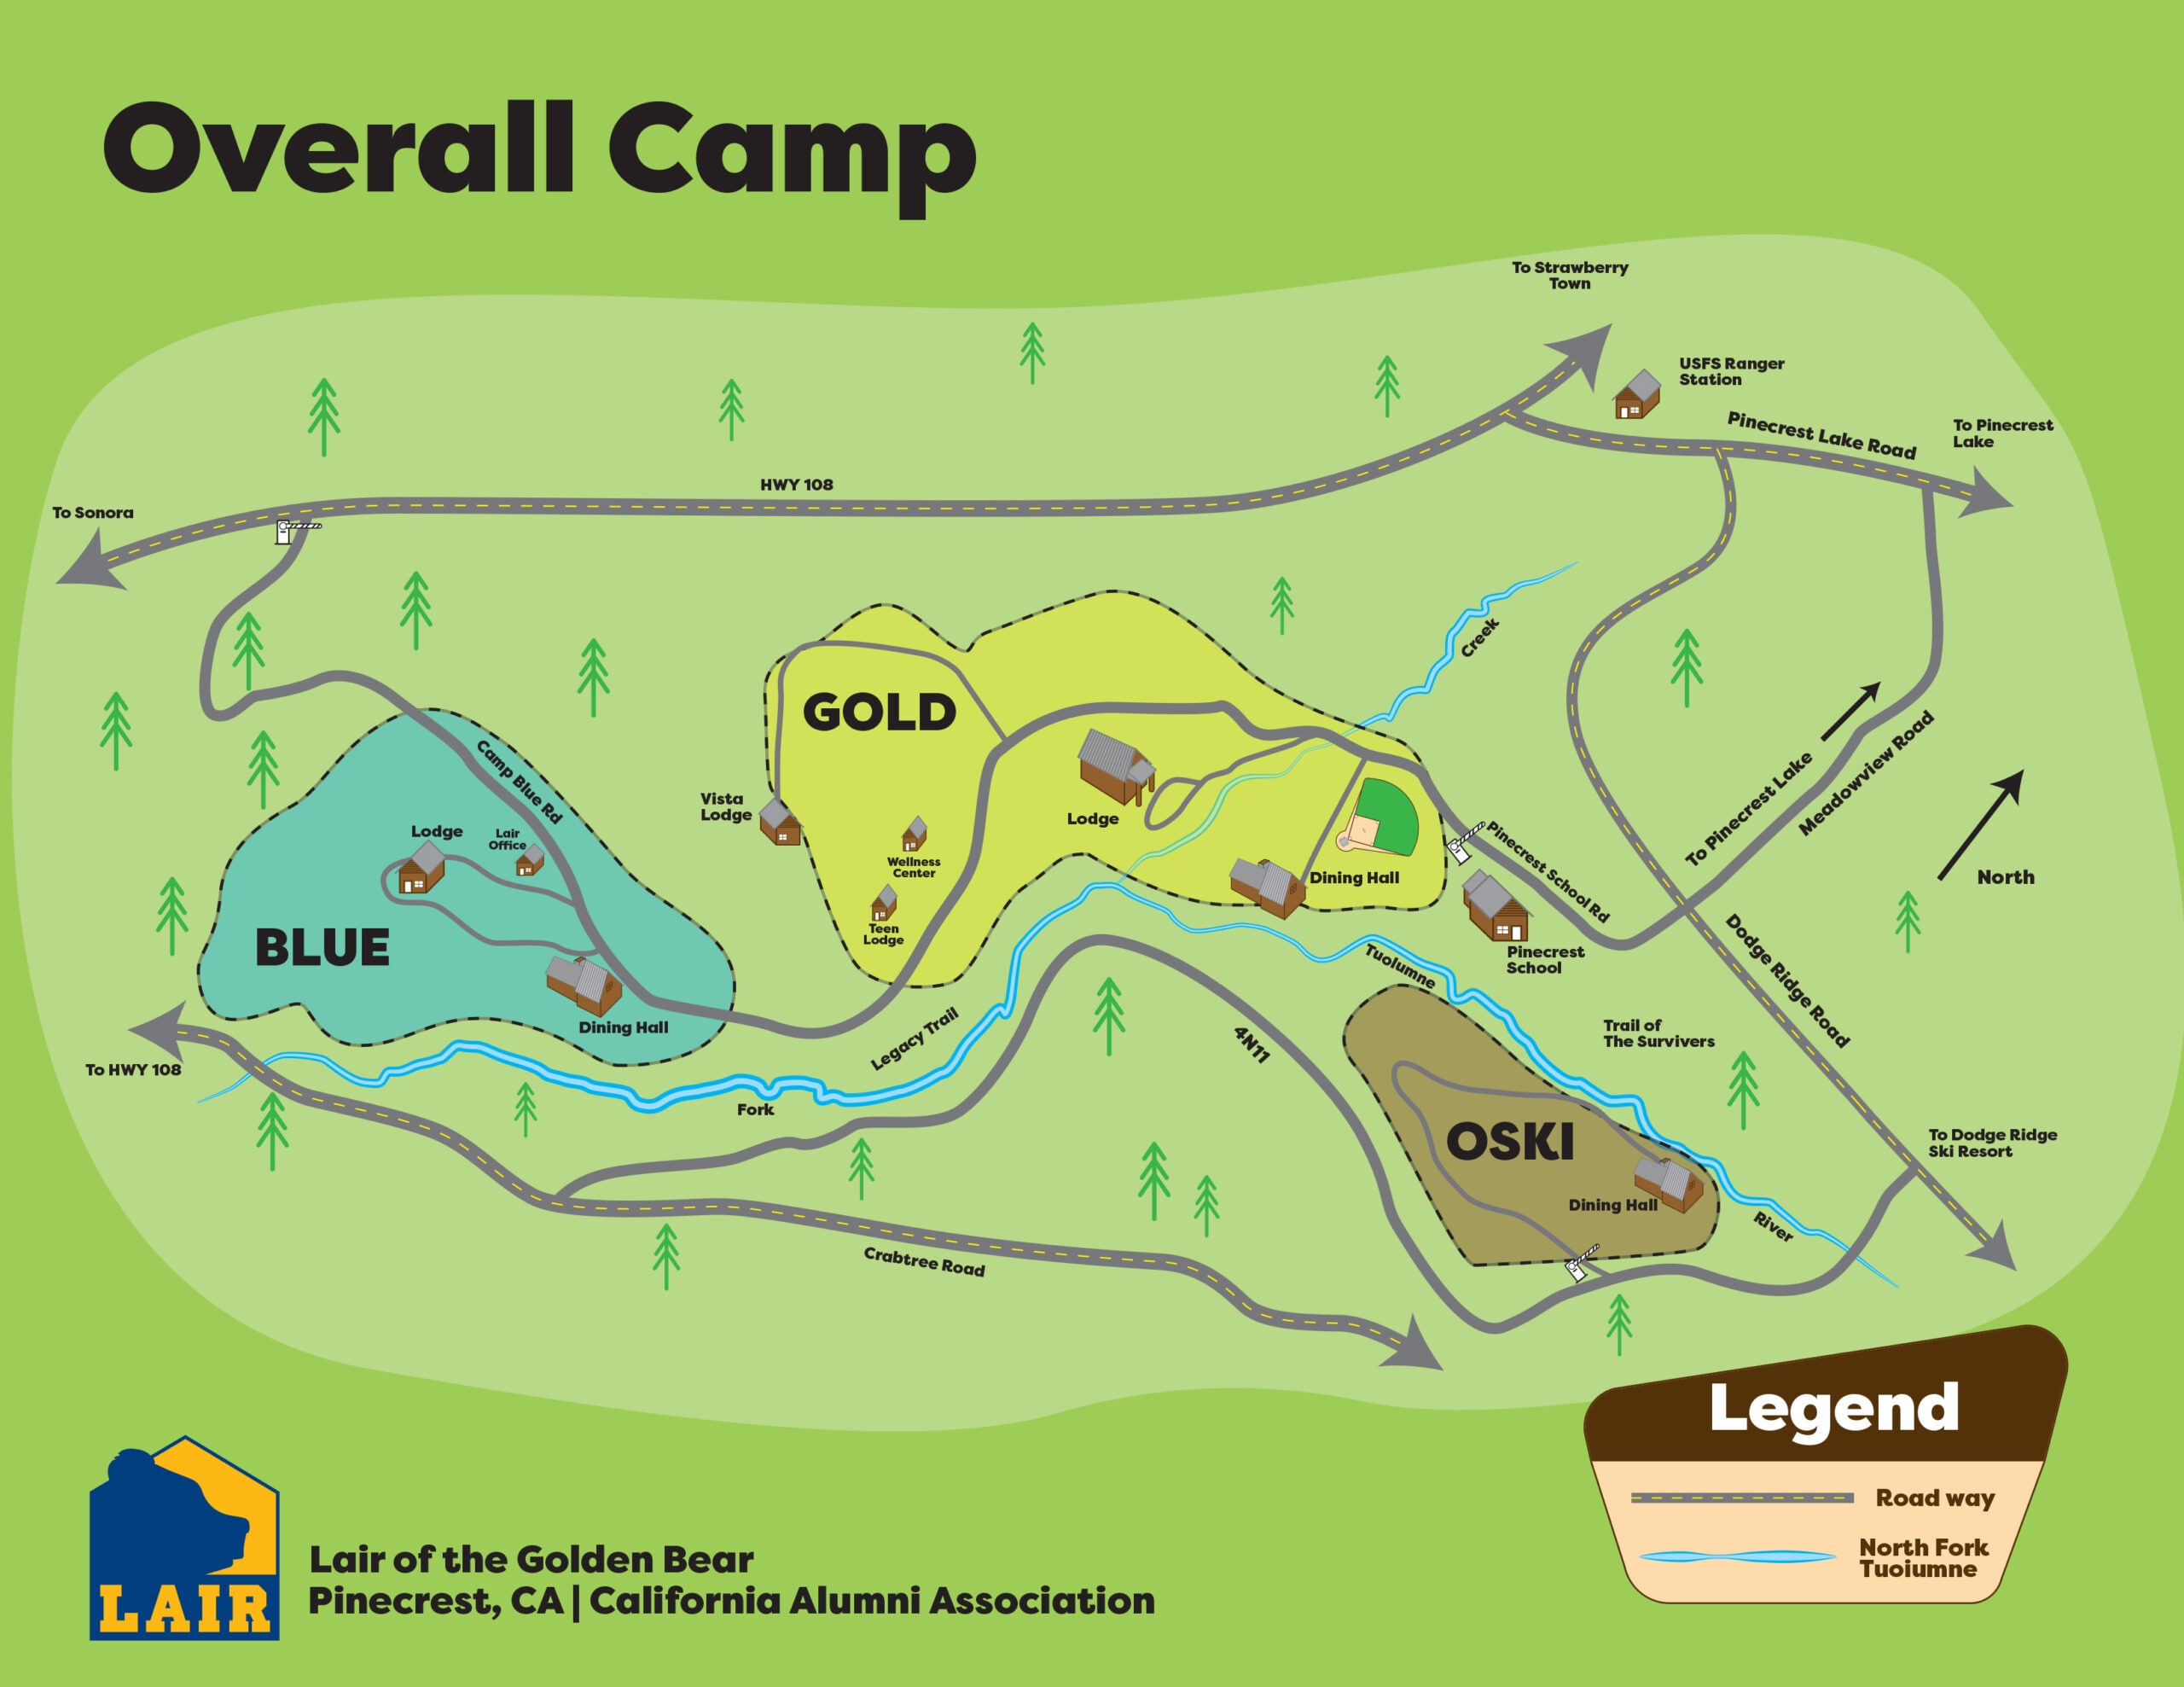 Overall Camp
To Strawberry
Town
USFS Ranger
Station
Pinecrest Lake Road
To Pinecrest
Lake
HWY 108
To Sonora
Creek
GOLD
Camp Blue Rd
Vista
Lodge
Lodge
Lair
Office
Lodge
Wellness
Center
Teen
Lodge
Dining Hall
Pinecrest School Rd
To Pinecrest Lake
Meadowview Road
North
BLUE
Pinecrest
School
Tuolumne
Dodge Ridge Road
Dining Hall
Legacy Trail
4N11
Trail of
The Survivers
To HWY 108
Fork
OSKI
To Dodge Ridge
Ski Resort
Dining Hall
River
Crabtree Road
Legend
Road way
North Fork
Tuoiumne
LAIR
Lair of the Golden Bear
Pinecrest, CA | California Alumni Association